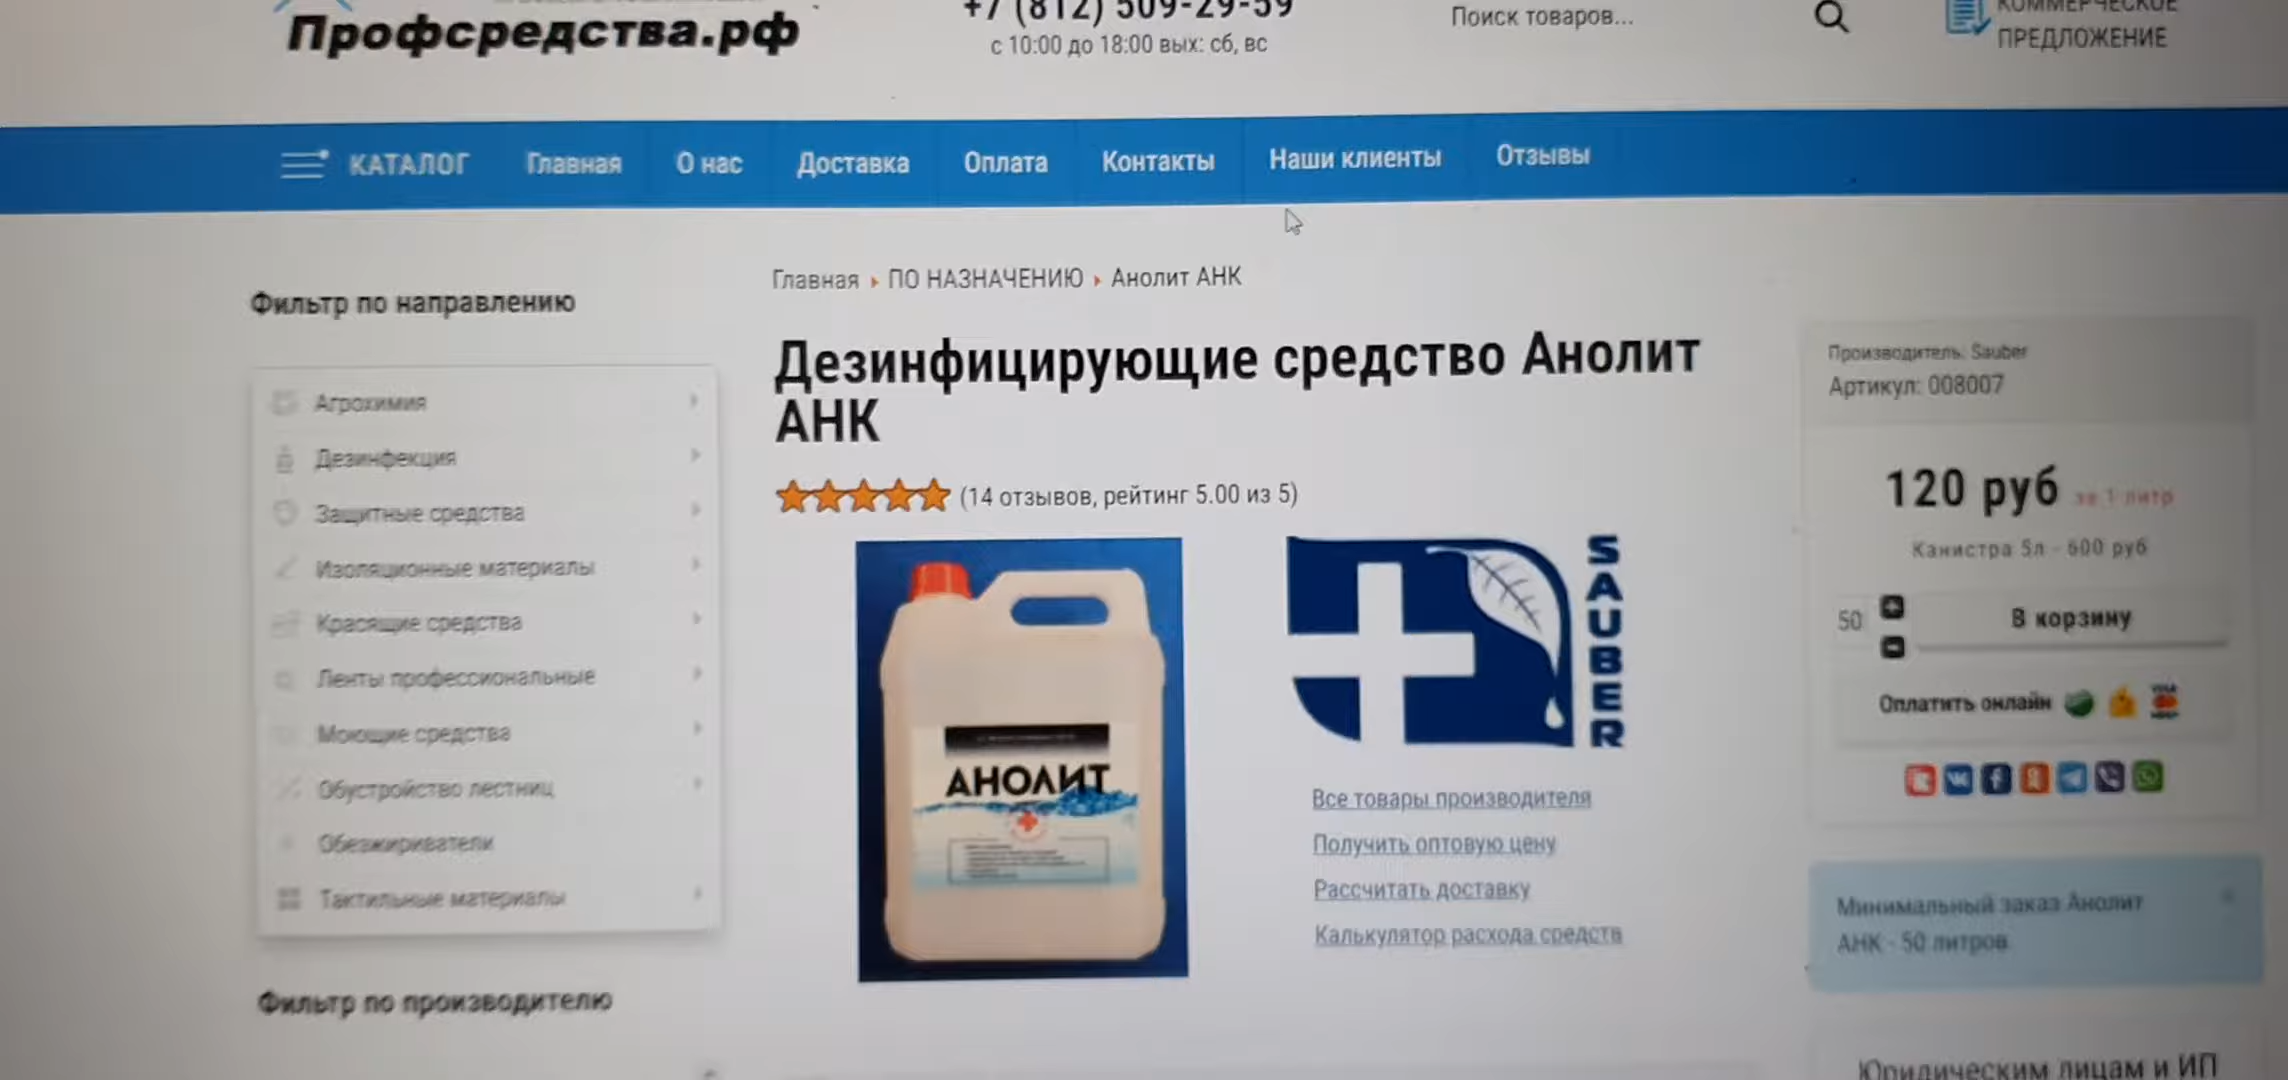 Профсредства.рф
+7 (812) 509-29-59
с 10:00 до 18:00 вых: сб, вс
Поиск товаров...
КОММЕРЧЕСКОЕ
ПРЕДЛОЖЕНИЕ
КАТАЛОГ
Главная
О нас
Доставка
Оплата
Контакты
Наши клиенты
Отзывы
Главная
ПО НАЗНАЧЕНИЮ
Анолит АНК
Фильтр по направлению
Агрохимия
Дезинфекция
Защитные средства
Изоляционные материалы
Красящие средства
Ленты профессиональные
Моющие средства
Обустройство лестниц
Обезжириватели
Тактильные материалы
Фильтр по производителю
Дезинфицирующие средство Анолит
АНК
(14 отзывов, рейтинг 5.00 из 5)
АНОЛИТ
SAUBER
Все товары производителя
Получить оптовую цену
Рассчитать доставку
Калькулятор расхода средств
Производитель: Sauber
Артикул: 008007
120 руб за 1 литр
Канистра 5л - 600 руб
50
В корзину
Оплатить онлайн
Минимальный заказ Анолит
АНК - 50 литров
Юридическим лицам и ИП